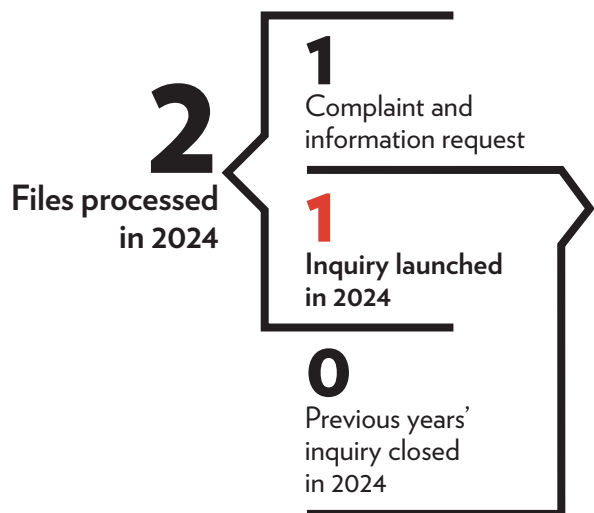 2
Files processed
in 2024
1
Complaint and
information request
1
Inquiry launched
in 2024
0
Previous years’
inquiry closed
in 2024